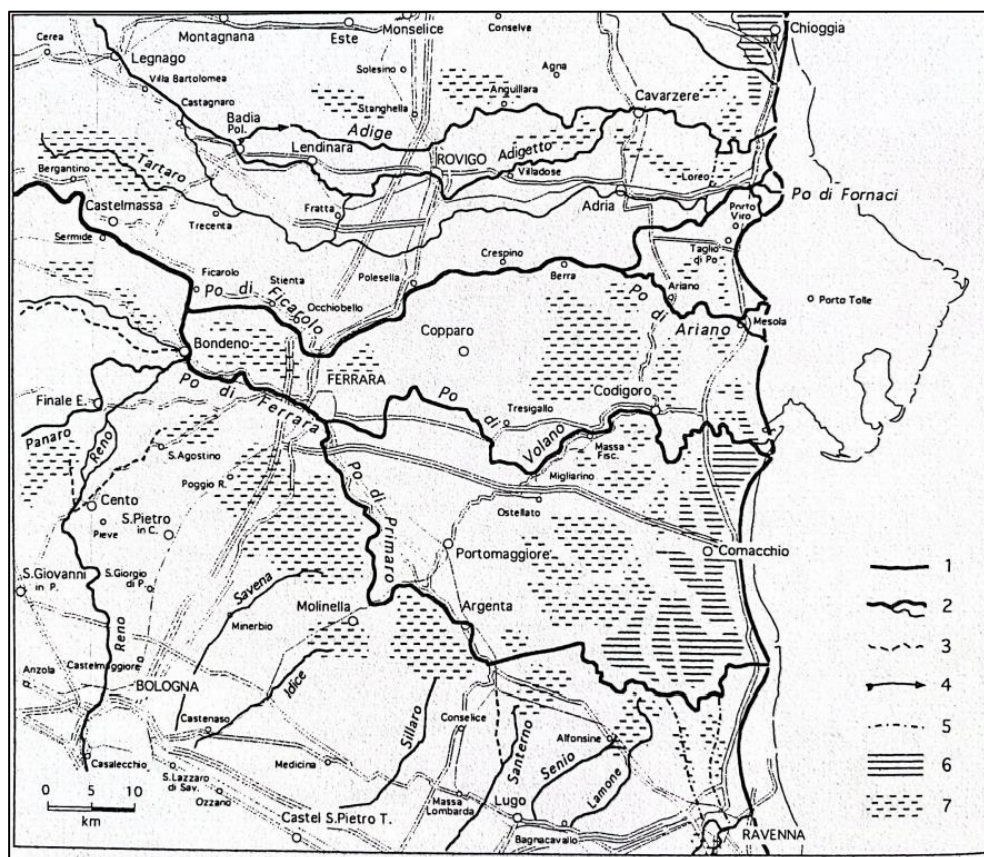 Cerea
Montagnana
Este
Monselice
Conselve
Chioggia
Legnago
Villa Bartolomea
Solesino
Agna
Castagnaro
Stanghella
Anguillara
Cavarzere
Badia
Pol.
Adige
Lendinara
ROVIGO
Adigetto
Villadose
Loreo
Bergantino
Tartaro
Castelmassa
Trecenta
Fratta
Adria
Po di Fornaci
Porto
Viro
Sermide
Crespino
Berra
Taglio
di Po
Ficarolo
Stienta
Polesella
Ariano
Porto Tolle
Po di Ficarolo
Occhiobello
Po di Ariano
Mesola
Bondeno
Copparo
FERRARA
Codigoro
Finale E.
Po di Ferrara
Po di Volano
Tresigallo
Massa
Fisc.
Panaro
Reno
S.Agostino
Migliarino
Poggio R.
Ostellato
Cento
Pieve
S.Pietro
in C.
Po di Primaro
Portomaggiore
Comacchio
S.Giovanni
in P.
S.Giorgio
di P.
Savena
Molinella
Argenta
Minerbio
Reno
Idice
Anzola
Castelmaggiore
BOLOGNA
Castenaso
Sillaro
Conselice
Santerno
Senio
Alfonsine
Lamone
Casalecchio
Medicina
S.Lazzaro
di Sav.
Ozzano
Massa
Lombarda
Lugo
Castel S.Pietro T.
Bagnacavallo
RAVENNA
0 5 10
km
1
2
3
4
5
6
7